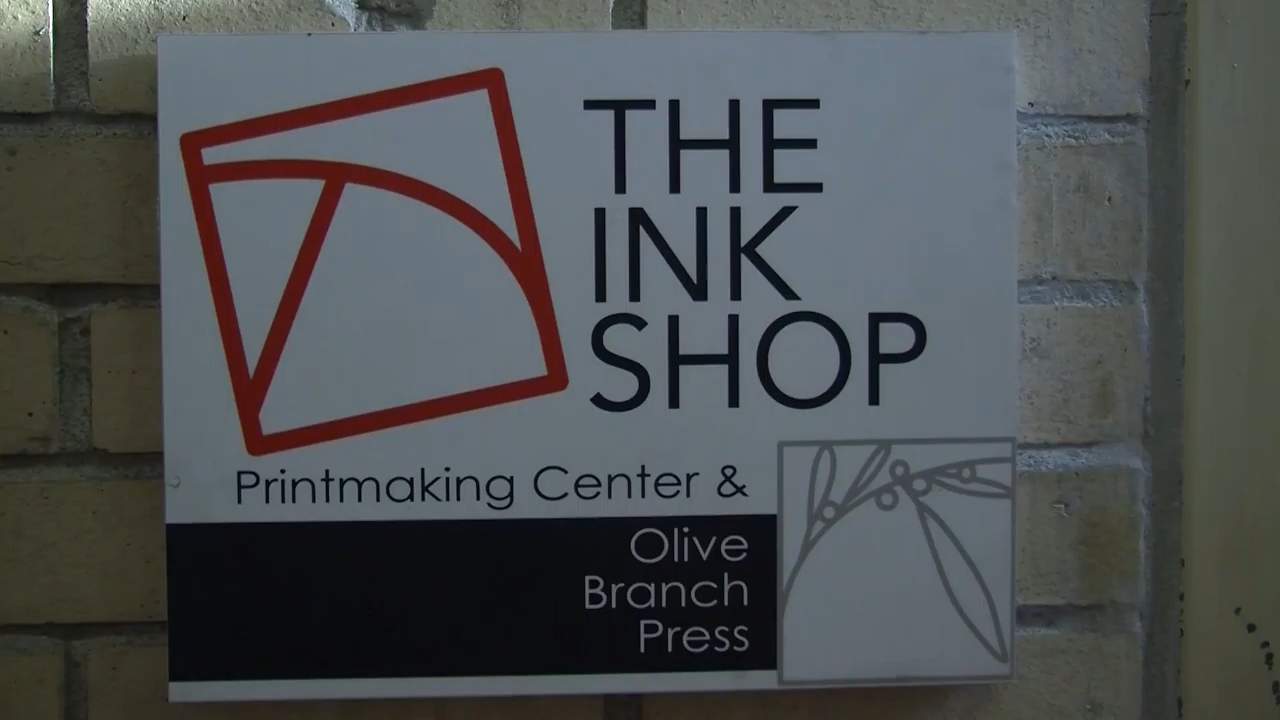 THE
INK
SHOP
Printmaking Center &
Olive
Branch
Press